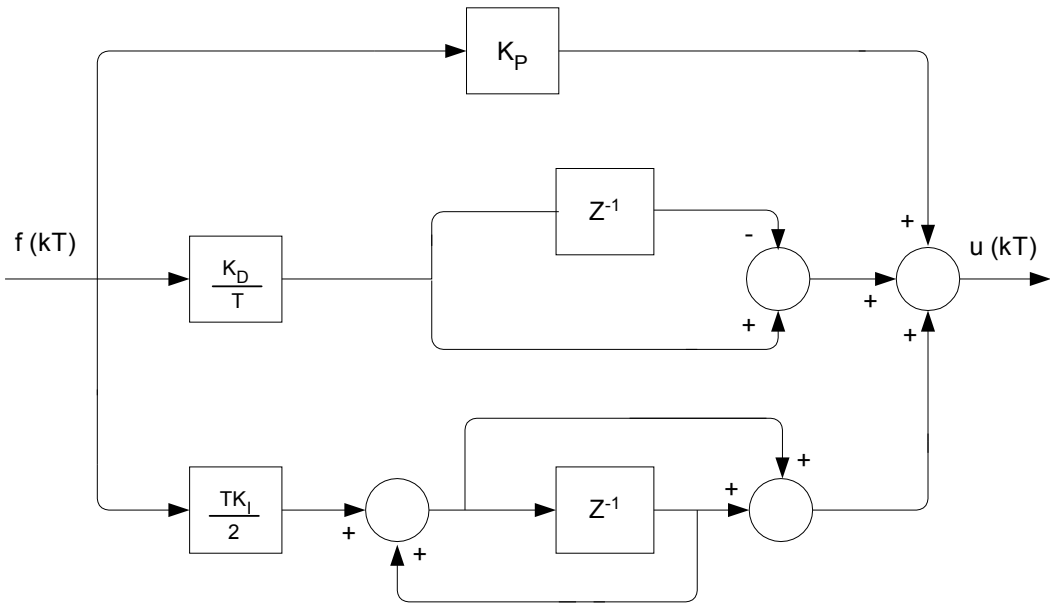 K_P
+
Z^-1
f (kT)
-
u (kT)
K_D
T
+
+
+
+
+
TK_I
Z^-1
2
+
+